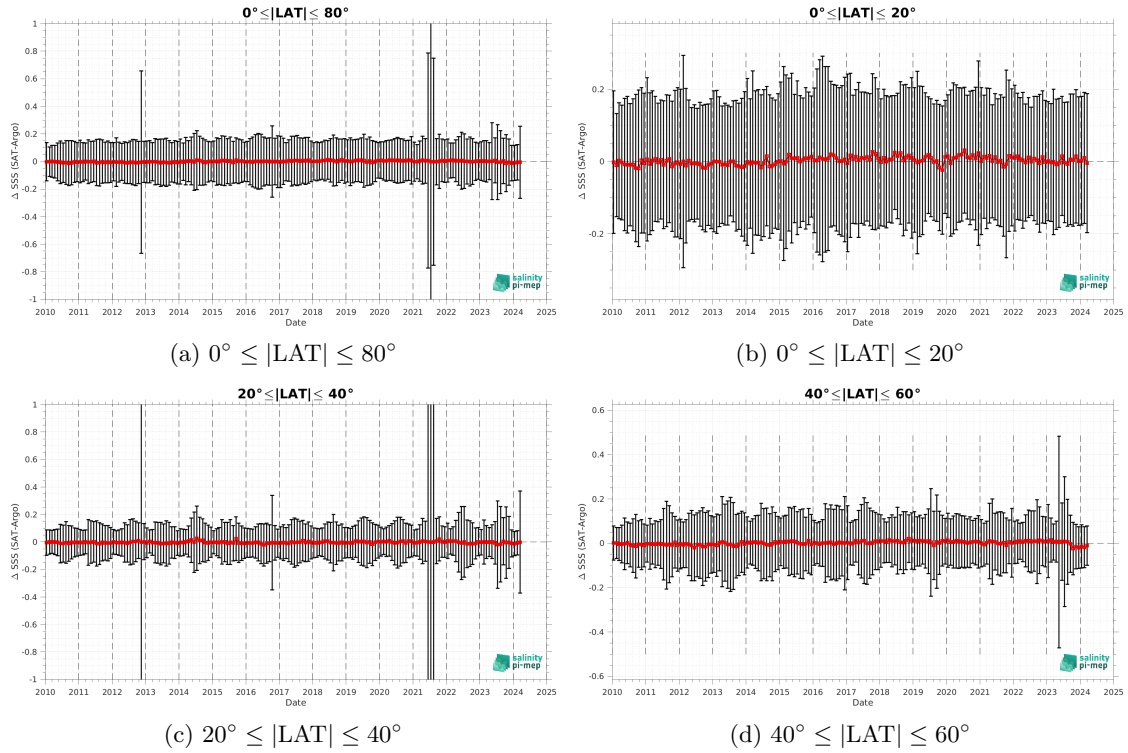 0°≤|LAT|≤ 80°
1
0.8
0.6
0.4
0.2
0
-0.2
-0.4
-0.6
-0.8
-1
Δ SSS (SAT-Argo)
2010 2011 2012 2013 2014 2015 2016 2017 2018 2019 2020 2021 2022 2023 2024 2025
Date
salinity
pi-mep
(a) 0° ≤ |LAT| ≤ 80°
0°≤|LAT|≤ 20°
0.2
0
-0.2
Δ SSS (SAT-Argo)
2010 2011 2012 2013 2014 2015 2016 2017 2018 2019 2020 2021 2022 2023 2024 2025
Date
salinity
pi-mep
(b) 0° ≤ |LAT| ≤ 20°
20°≤|LAT|≤ 40°
1
0.8
0.6
0.4
0.2
0
-0.2
-0.4
-0.6
-0.8
-1
Δ SSS (SAT-Argo)
2010 2011 2012 2013 2014 2015 2016 2017 2018 2019 2020 2021 2022 2023 2024 2025
Date
salinity
pi-mep
(c) 20° ≤ |LAT| ≤ 40°
40°≤|LAT|≤ 60°
0.6
0.4
0.2
0
-0.2
-0.4
-0.6
Δ SSS (SAT-Argo)
2010 2011 2012 2013 2014 2015 2016 2017 2018 2019 2020 2021 2022 2023 2024 2025
Date
salinity
pi-mep
(d) 40° ≤ |LAT| ≤ 60°